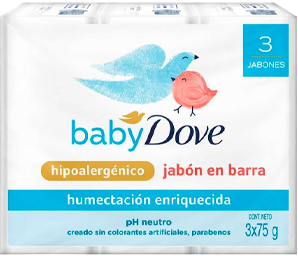 3
JABONES
baby Dove
hipoalergénico jabón en barra
humectación enriquecida
pH neutro
creado sin colorantes artificiales, parabenos
CONT. NETO
3x75 g